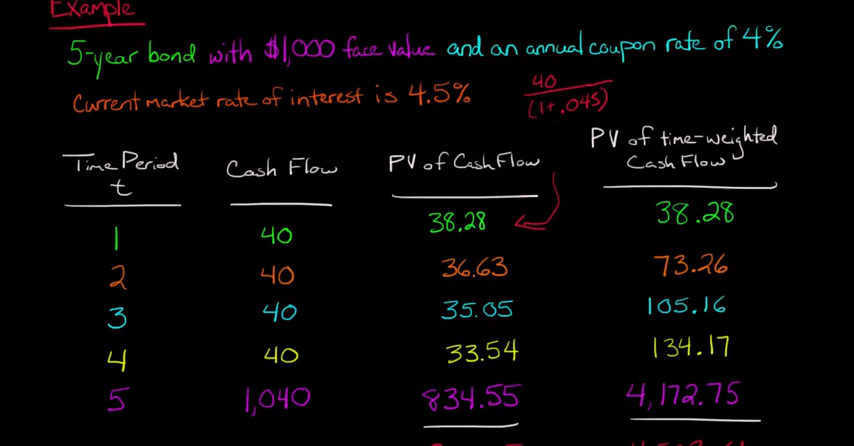 Example
5-year bond with $1,000 face value and an annual coupon rate of 4%
Current market rate of interest is 4.5%
40
(1+.045)
Time Period t
Cash Flow
PV of Cash Flow
PV of time-weighted Cash Flow
1 40 38.28 38.28
2 40 36.63 73.26
3 40 35.05 105.16
4 40 33.54 134.17
5 1,040 834.55 4,172.75